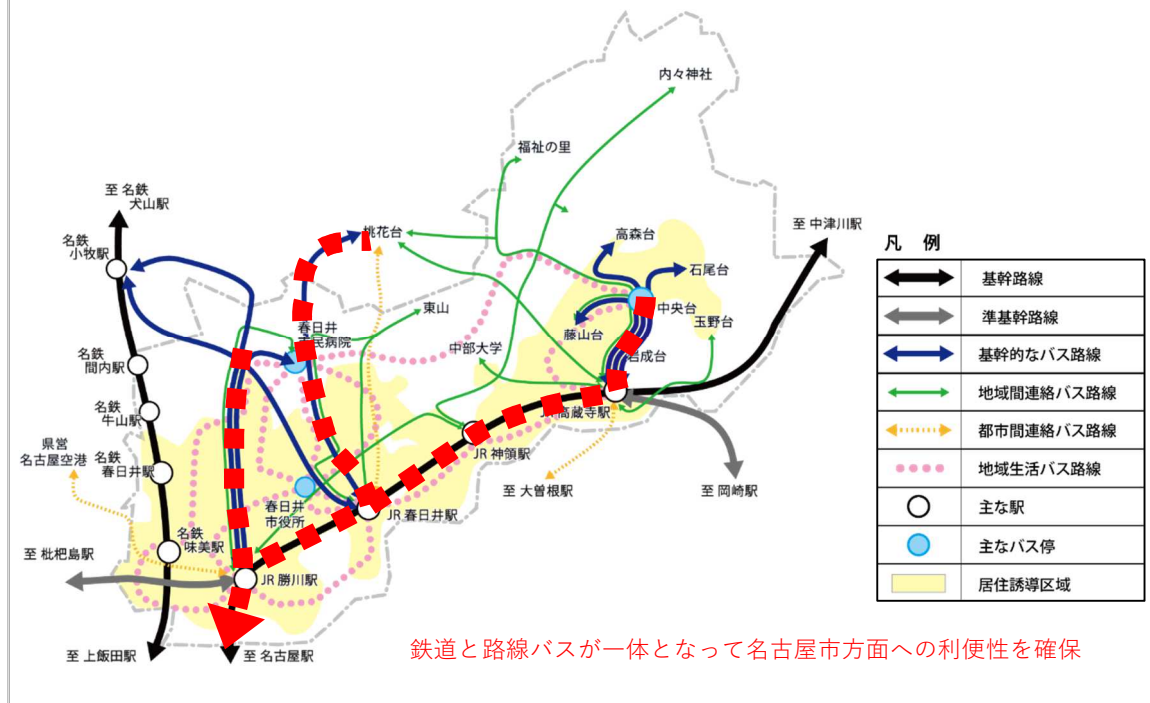 内々神社
福祉の里
至 名鉄
犬山駅
桃花台
高森台
至 中津川駅
名鉄
小牧駅
石尾台
凡 例
基幹路線
東山
中央台
準基幹路線
春日井
市民病院
藤山台
玉野台
中部大学
岩成台
基幹的なバス路線
名鉄
間内駅
地域間連絡バス路線
名鉄
牛山駅
JR 高蔵寺駅
都市間連絡バス路線
県営
名古屋空港
名鉄
春日井駅
JR 神領駅
地域生活バス路線
至 大曽根駅
至 岡崎駅
主な駅
春日井
市役所
JR 春日井駅
名鉄
味美駅
主なバス停
至 枇杷島駅
JR 勝川駅
居住誘導区域
至 上飯田駅
至 名古屋駅
鉄道と路線バスが一体となって名古屋市方面への利便性を確保